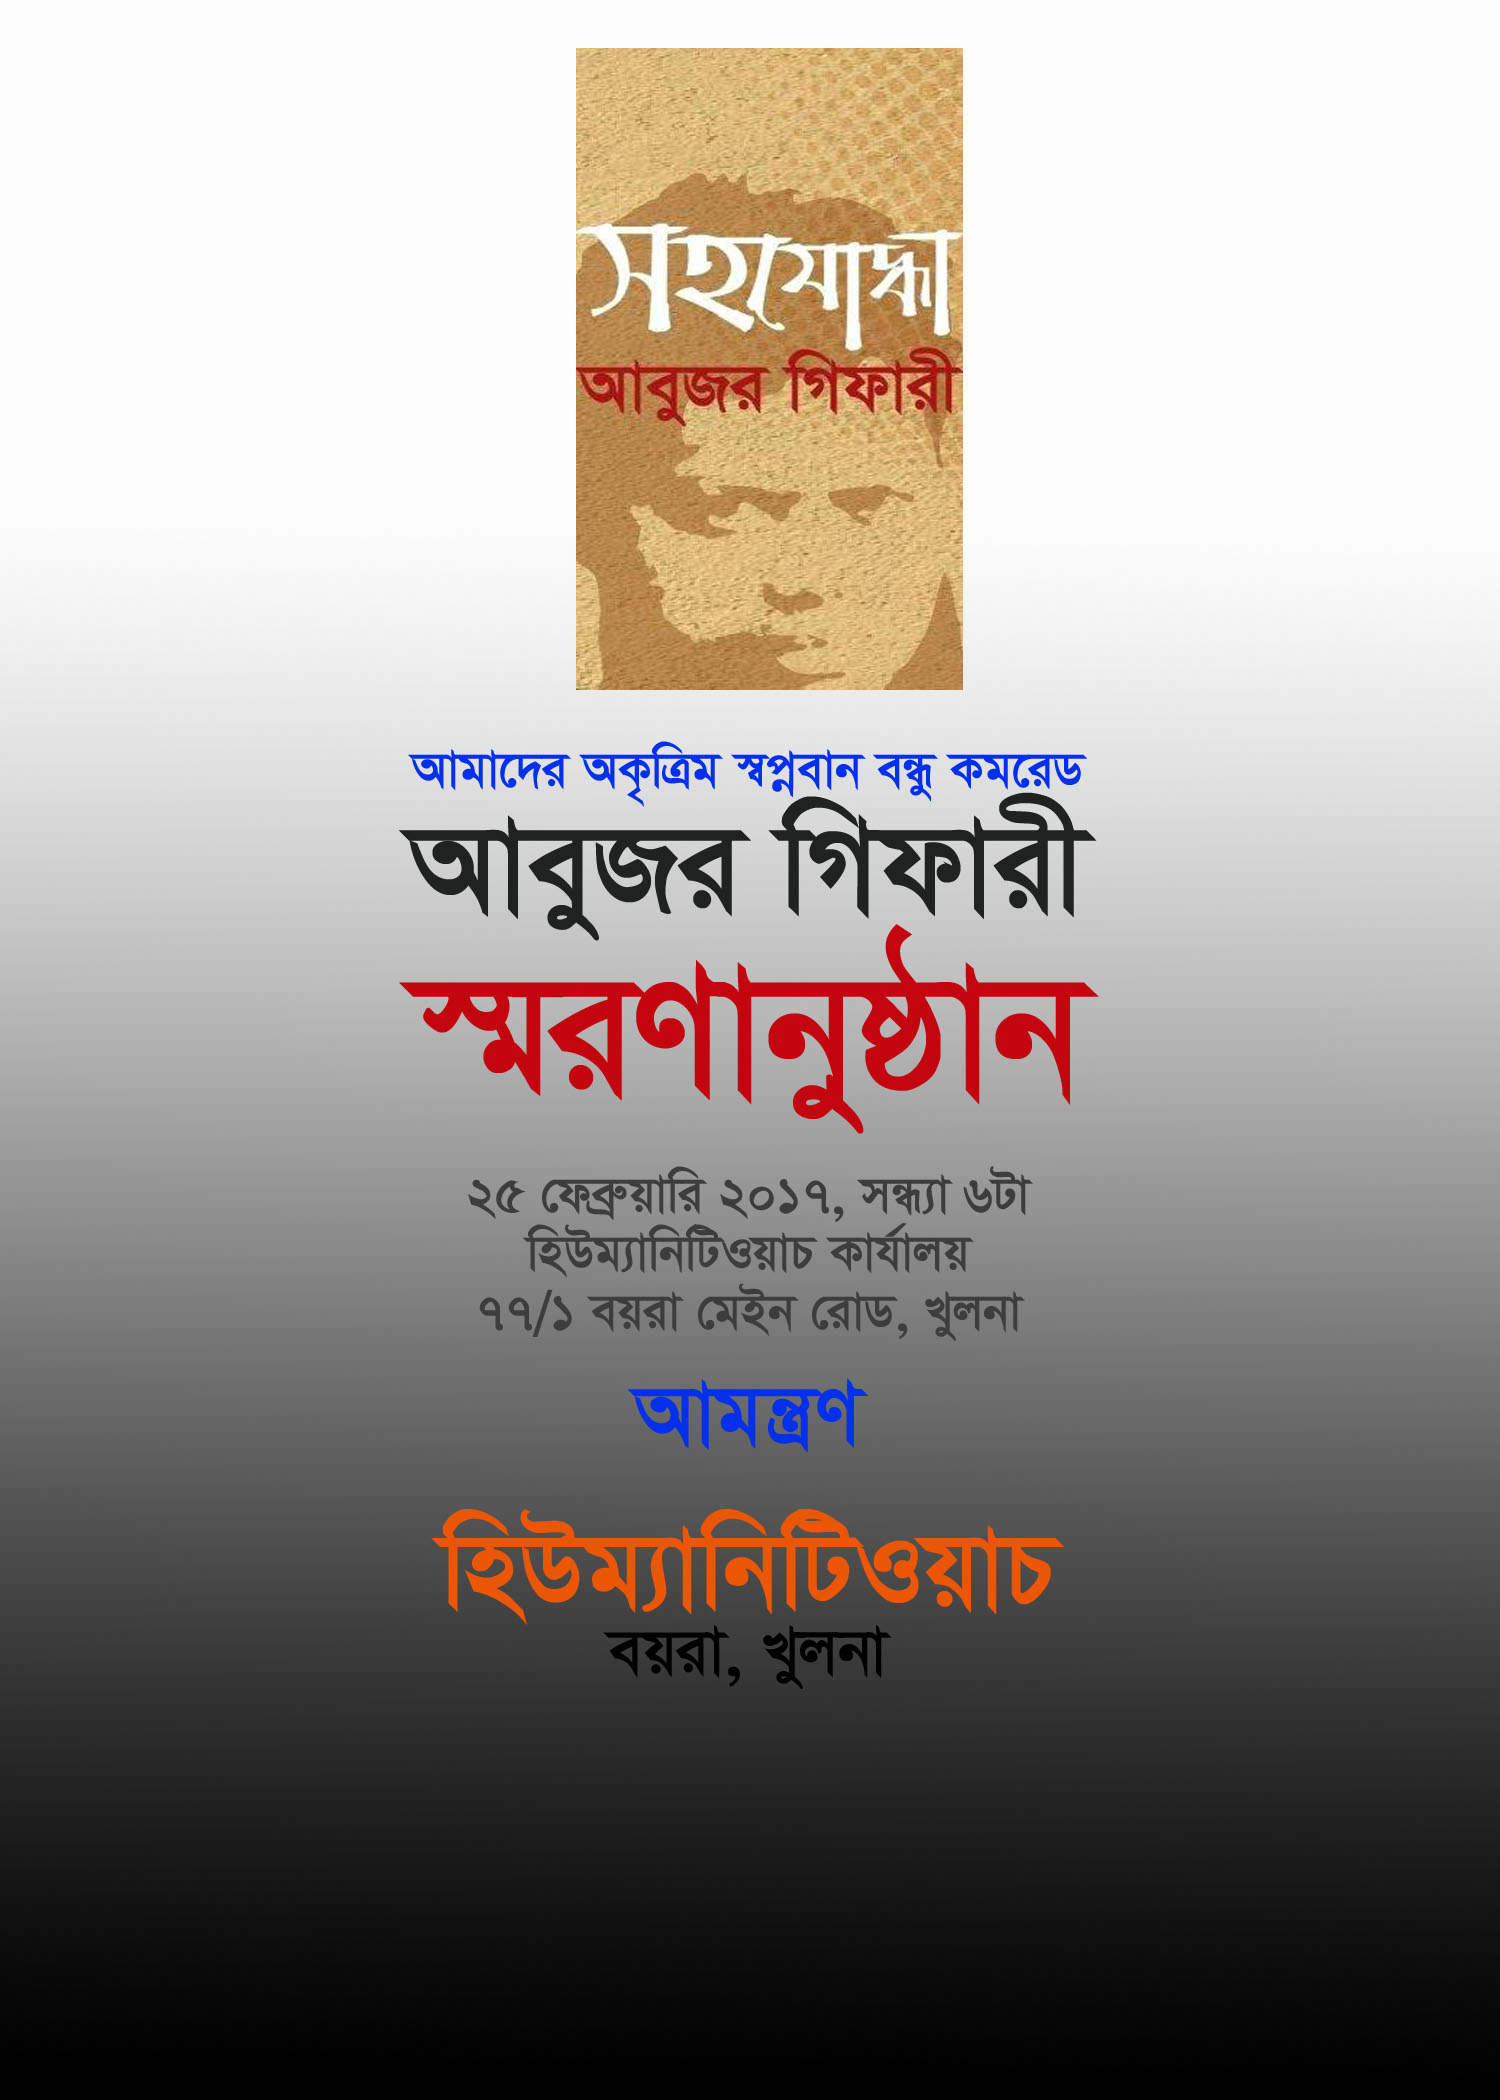 সহযোদ্ধা
আবুজর গিফারী
আমাদের অকৃত্রিম স্বপ্নবান বন্ধু কমরেড
আবুজর গিফারী
স্মরণানুষ্ঠান
২৫ ফেব্রুয়ারি ২০১৭, সন্ধ্যা ৬টা
হিউম্যানিটিওয়াচ কার্যালয়
৭৭/১ বয়রা মেইন রোড, খুলনা
আমন্ত্রণ
হিউম্যানিটিওয়াচ
বয়রা, খুলনা